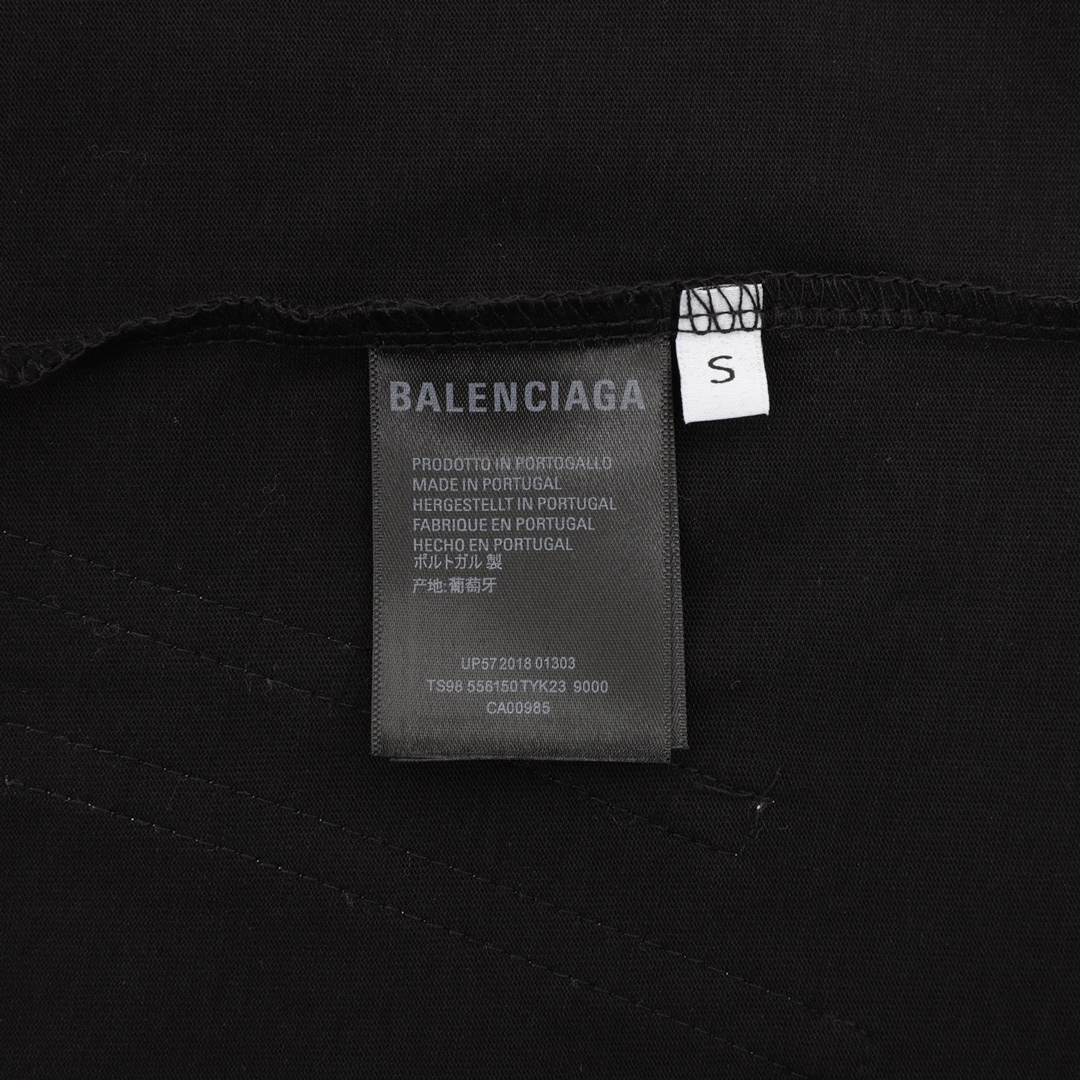 BALENCIAGA
S
PRODOTTO IN PORTOGALLO
MADE IN PORTUGAL
HERGESTELLT IN PORTUGAL
FABRIQUE EN PORTUGAL
HECHO EN PORTUGAL
ポルトガル 製
产地:葡萄牙
UP57 2018 01303
TS98 556150 TYK23 9000
CA00985